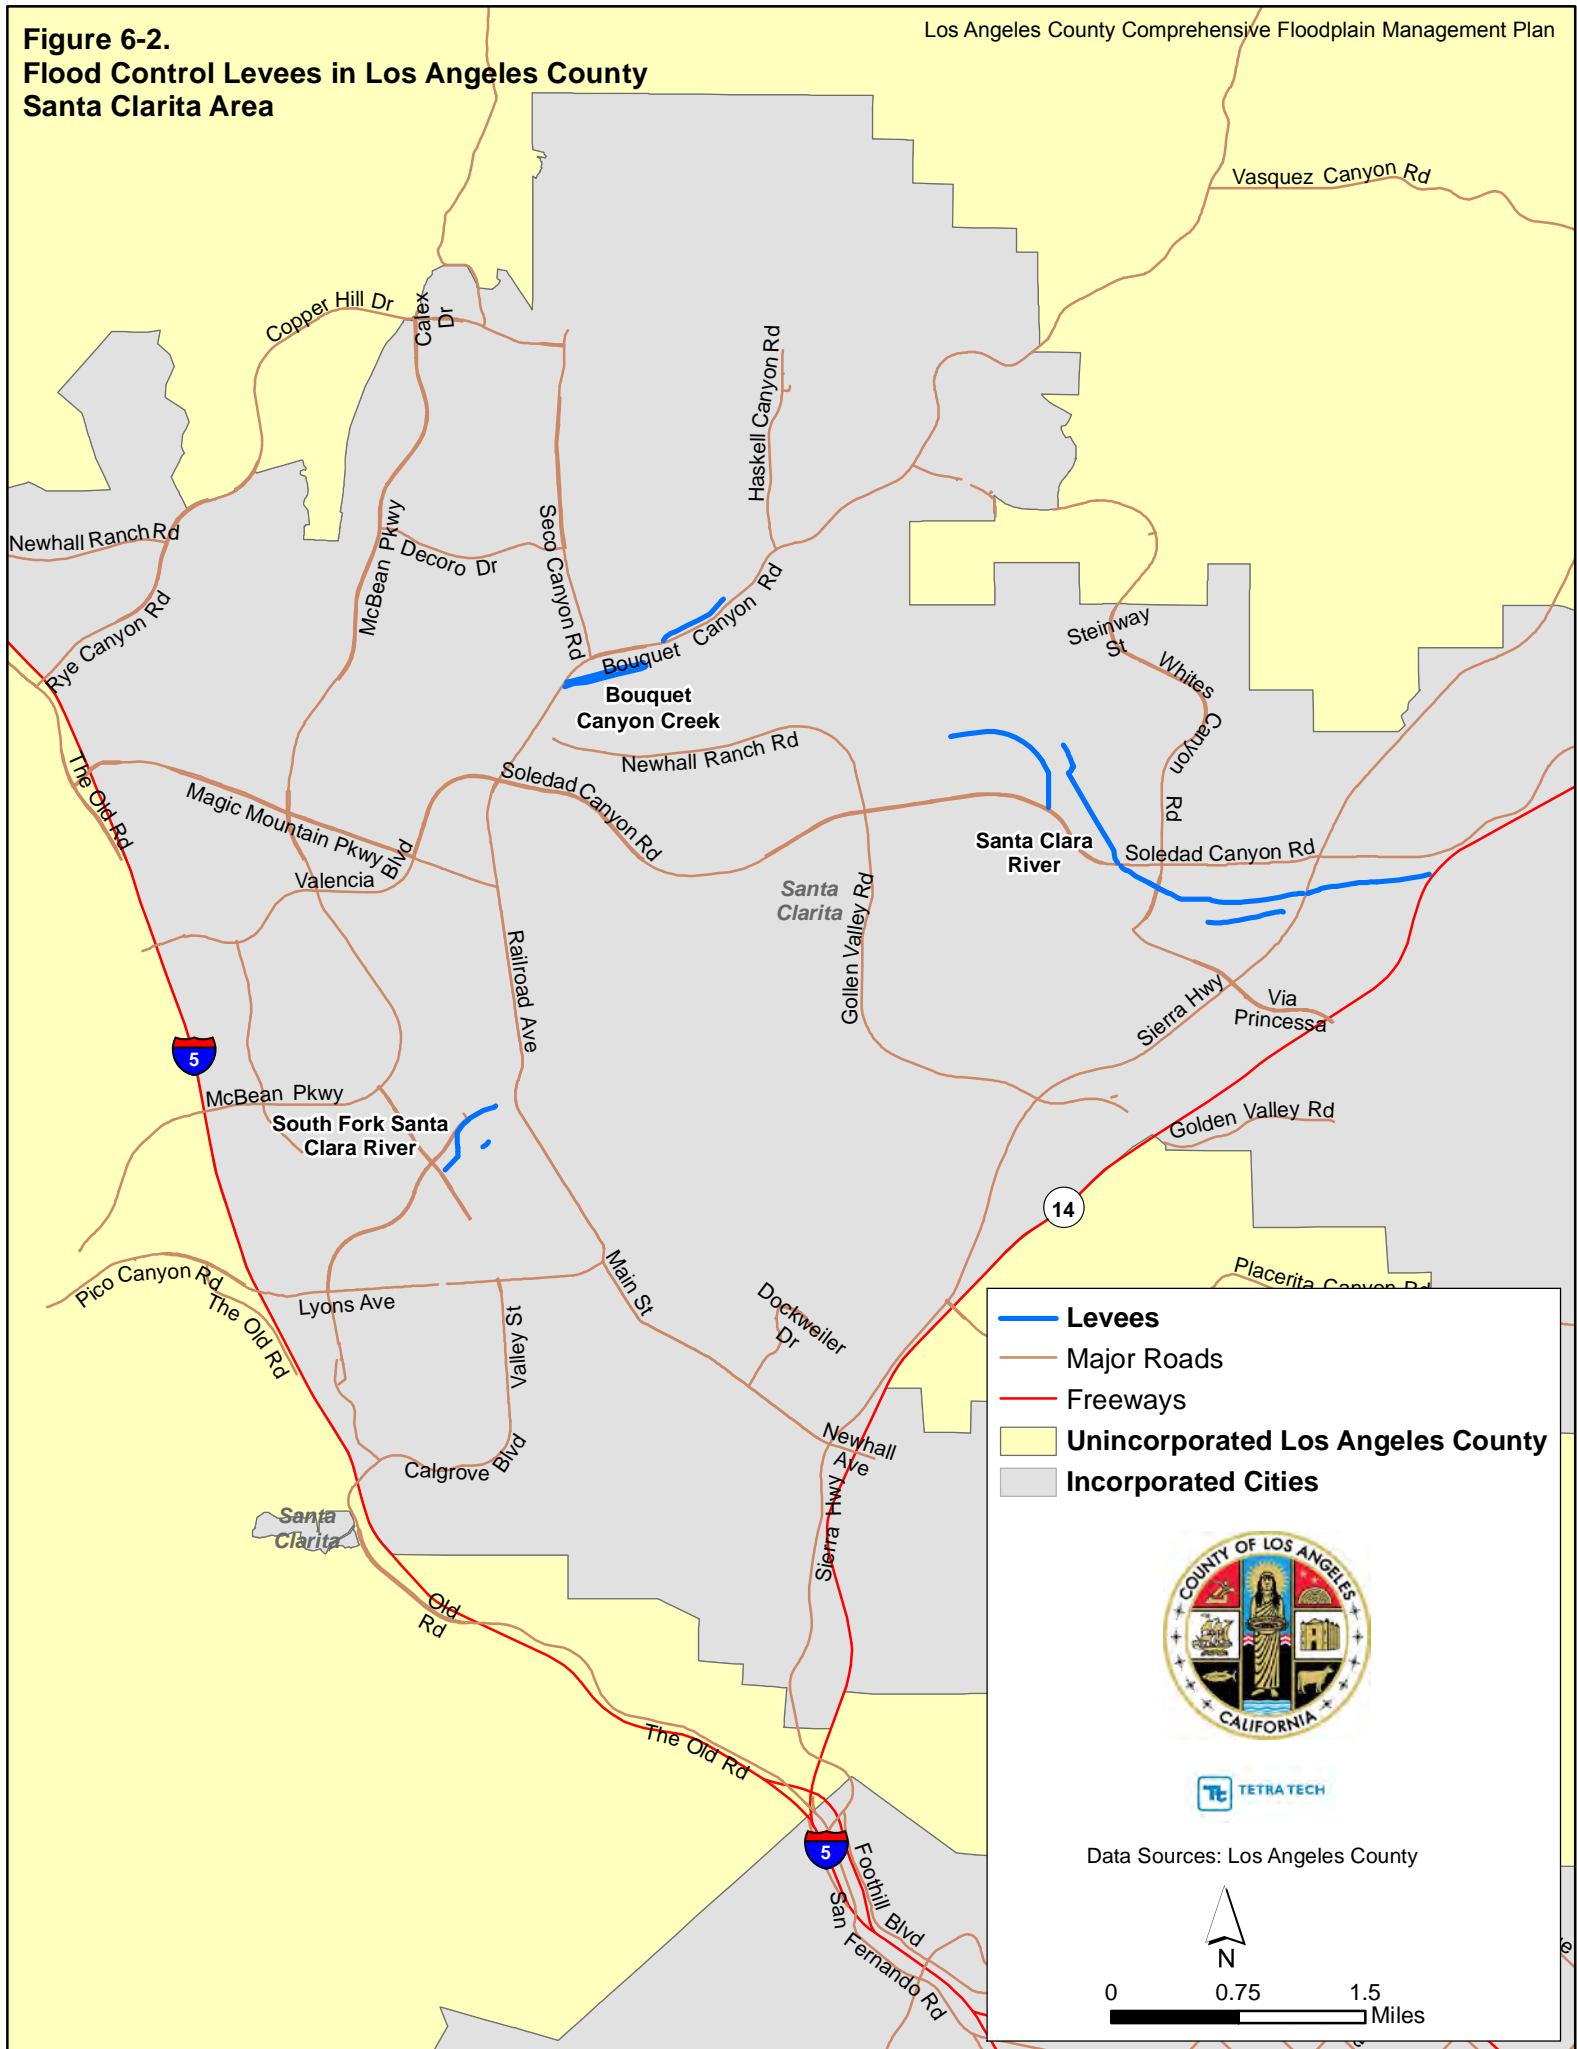 Figure 6-2.
Flood Control Levees in Los Angeles County
Santa Clarita Area
Los Angeles County Comprehensive Floodplain Management Plan
Vasquez Canyon Rd
Copper Hill Dr
Calex
Dr
Haskell Canyon Rd
Newhall Ranch Rd
McBean Pkwy
Decoro Dr
Seco Canyon Rd
Bouquet Canyon Rd
Rye Canyon Rd
Steinway
St
Whites Canyon Rd
Bouquet
Canyon Creek
Newhall Ranch Rd
The Old Rd
Magic Mountain Pkwy
Soledad Canyon Rd
Valencia Blvd
Santa Clara
River
Soledad Canyon Rd
Santa
Clarita
Gollen Valley Rd
Railroad Ave
Sierra Hwy
Via
Princessa
5
McBean Pkwy
South Fork Santa
Clara River
Golden Valley Rd
14
Pico Canyon Rd
The Old Rd
Lyons Ave
Main St
Valley St
Dockweiler
Dr
Placerita Canyon Rd
Newhall
Ave
Calgrove Blvd
Sierra Hwy
Santa
Clarita
Old
Rd
The Old Rd
5
Foothill Blvd
San Fernando Rd
Levees
Major Roads
Freeways
Unincorporated Los Angeles County
Incorporated Cities
COUNTY OF LOS ANGELES
CALIFORNIA
Tt TETRA TECH
Data Sources: Los Angeles County
N
0 0.75 1.5
Miles